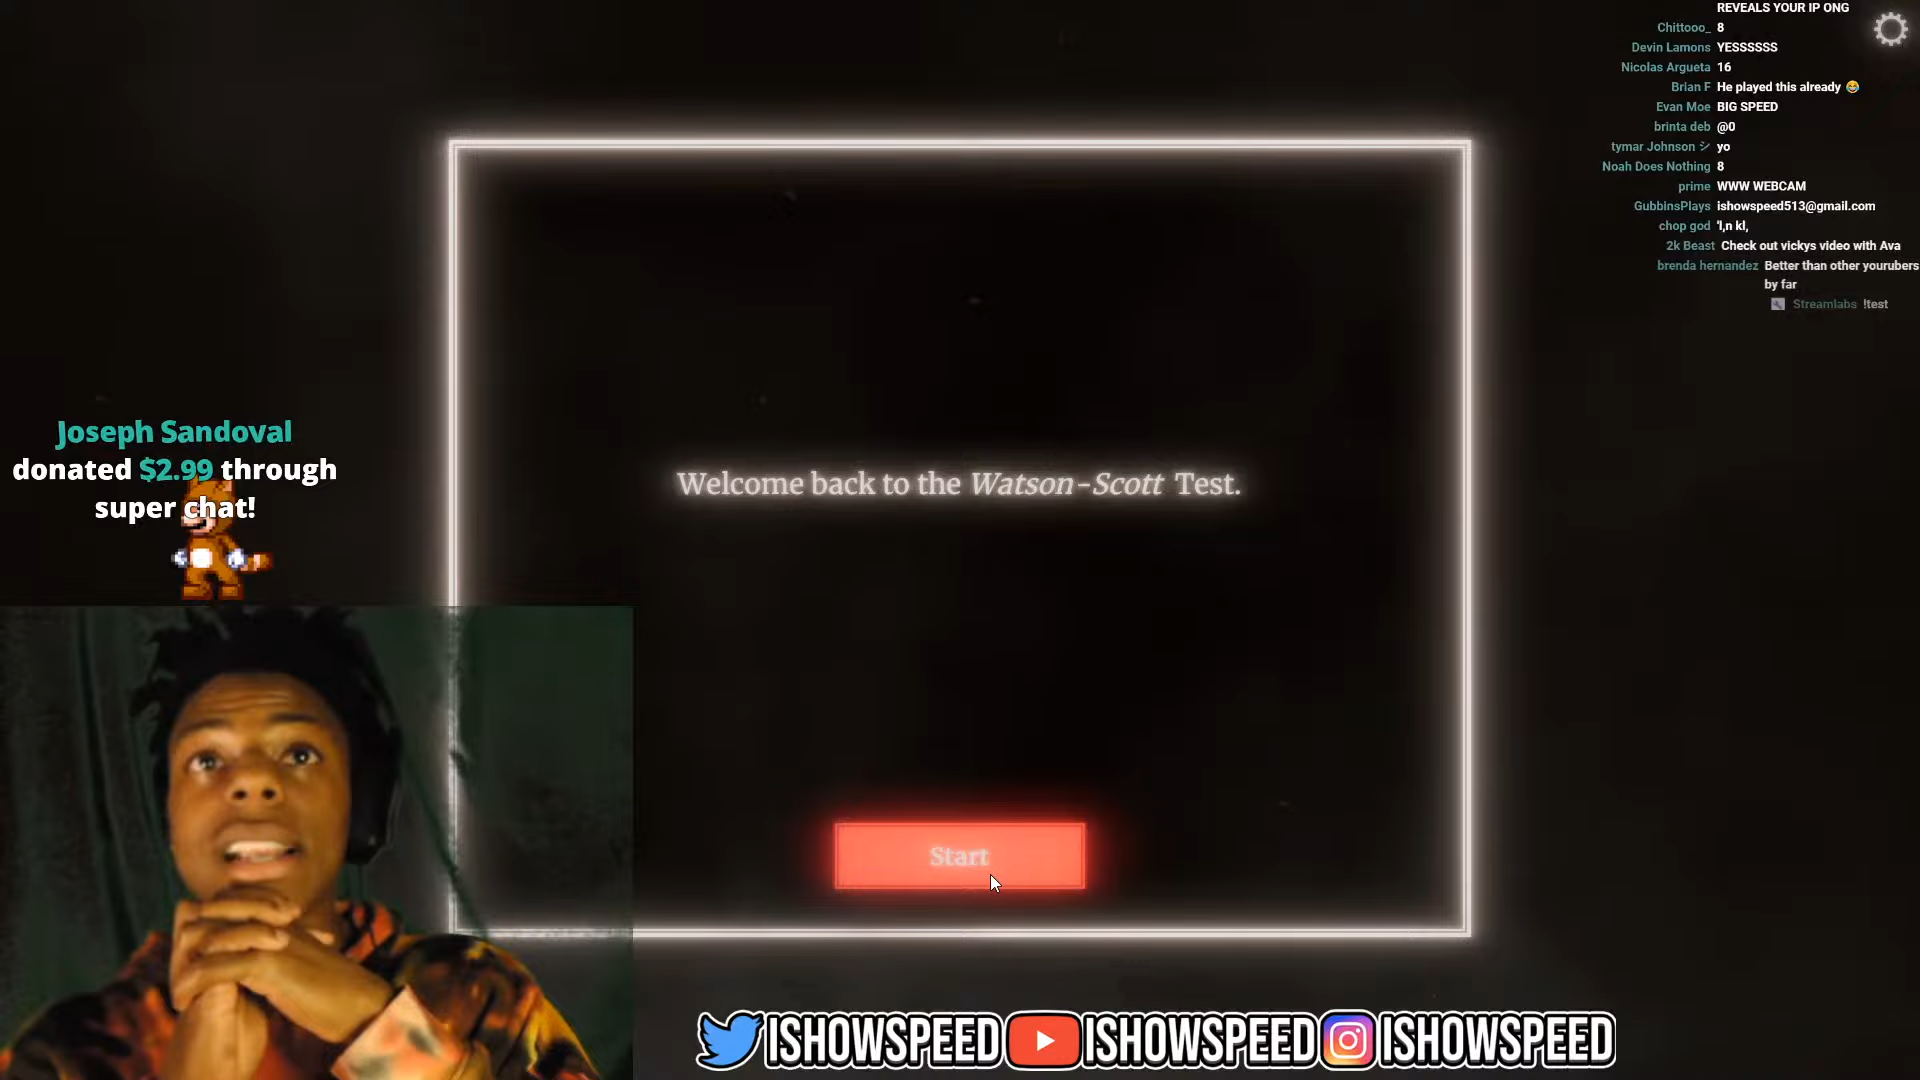 REVEALS YOUR IP ONG
Chittooo_ 8
Devin Lamons YESSSSSS
Nicolas Argueta 16
Brian F He played this already 😂
Evan Moe BIG SPEED
brinta deb @0
tymar Johnson シ yo
Noah Does Nothing 8
prime WWW WEBCAM
GubbinsPlays ishowspeed513@gmail.com
chop god 'l,n kl,
2k Beast Check out vickys video with Ava
brenda hernandez Better than other yourubers
by far
Streamlabs !test
Joseph Sandoval
donated $2.99 through
super chat!
Welcome back to the Watson-Scott Test.
Start
ISHOWSPEED ISHOWSPEED ISHOWSPEED